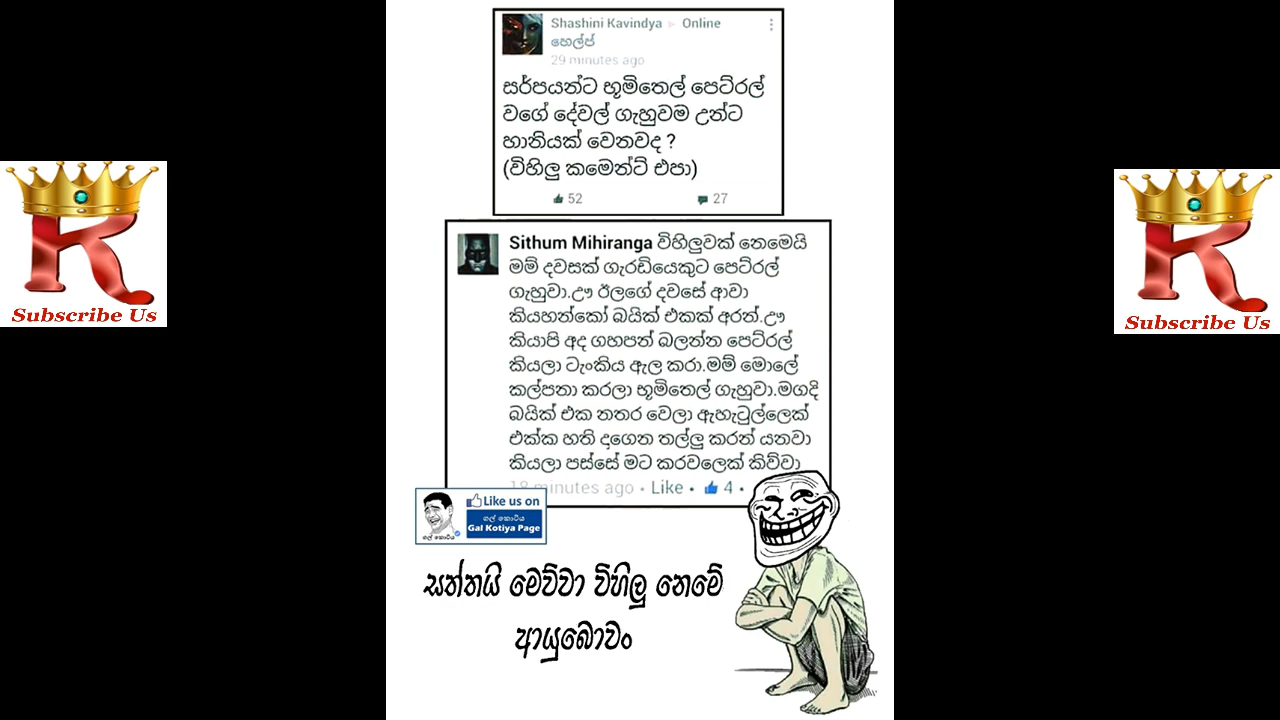 Shashini Kavindya ▸ Online
හෙල්ප්
29 minutes ago
සර්පයන්ට භූමිතෙල් පෙට්රල්
වගේ දේවල් ගැහුවම උන්ට
හානියක් වෙනවද ?
(විහිලු කමෙන්ට් එපා)
52 27
Sithum Mihiranga විහිලුවක් නෙමෙයි
මම් දවසක් ගැරඩියෙකුට පෙට්රල්
ගැහුවා.ඌ ඊලගේ දවසේ ආවා
කියහන්කෝ බයික් එකක් අරන්.ඌ
කියාපි අද ගහපන් බලන්න පෙට්රල්
කියලා ටැංකිය ඇල කරා.මම් මොලේ
කල්පනා කරලා භූමිතෙල් ගැහුවා.මගදි
බයික් එක නතර වෙලා ඇහැටුල්ලෙක්
එක්ක හති දාගෙන තල්ලු කරන් යනවා
කියලා පස්සේ මට කරවලෙක් කිව්වා
18 minutes ago • Like • 4 •
Like us on
ගල් කොටිය
Gal Kotiya Page
ගල් කොටිය
සත්තයි මෙව්වා විහිලු නෙමේ
ආයුබොවං
R
Subscribe Us
R
Subscribe Us